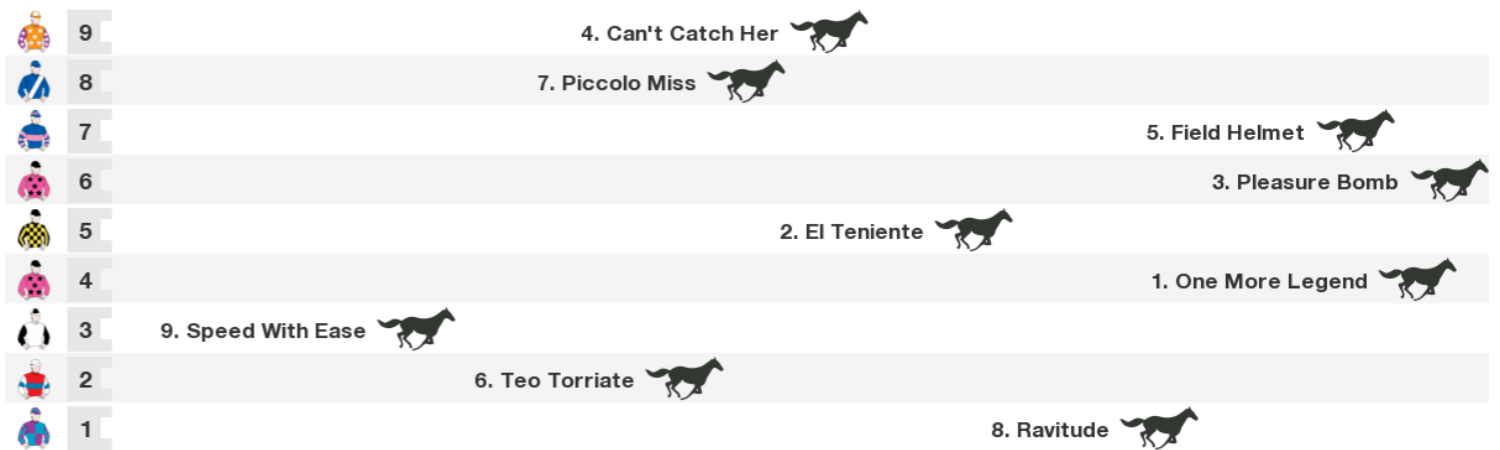 9 4. Can't Catch Her
8 7. Piccolo Miss
7 5. Field Helmet
6 3. Pleasure Bomb
5 2. El Teniente
4 1. One More Legend
3 9. Speed With Ease
2 6. Teo Torriate
1 8. Ravitude